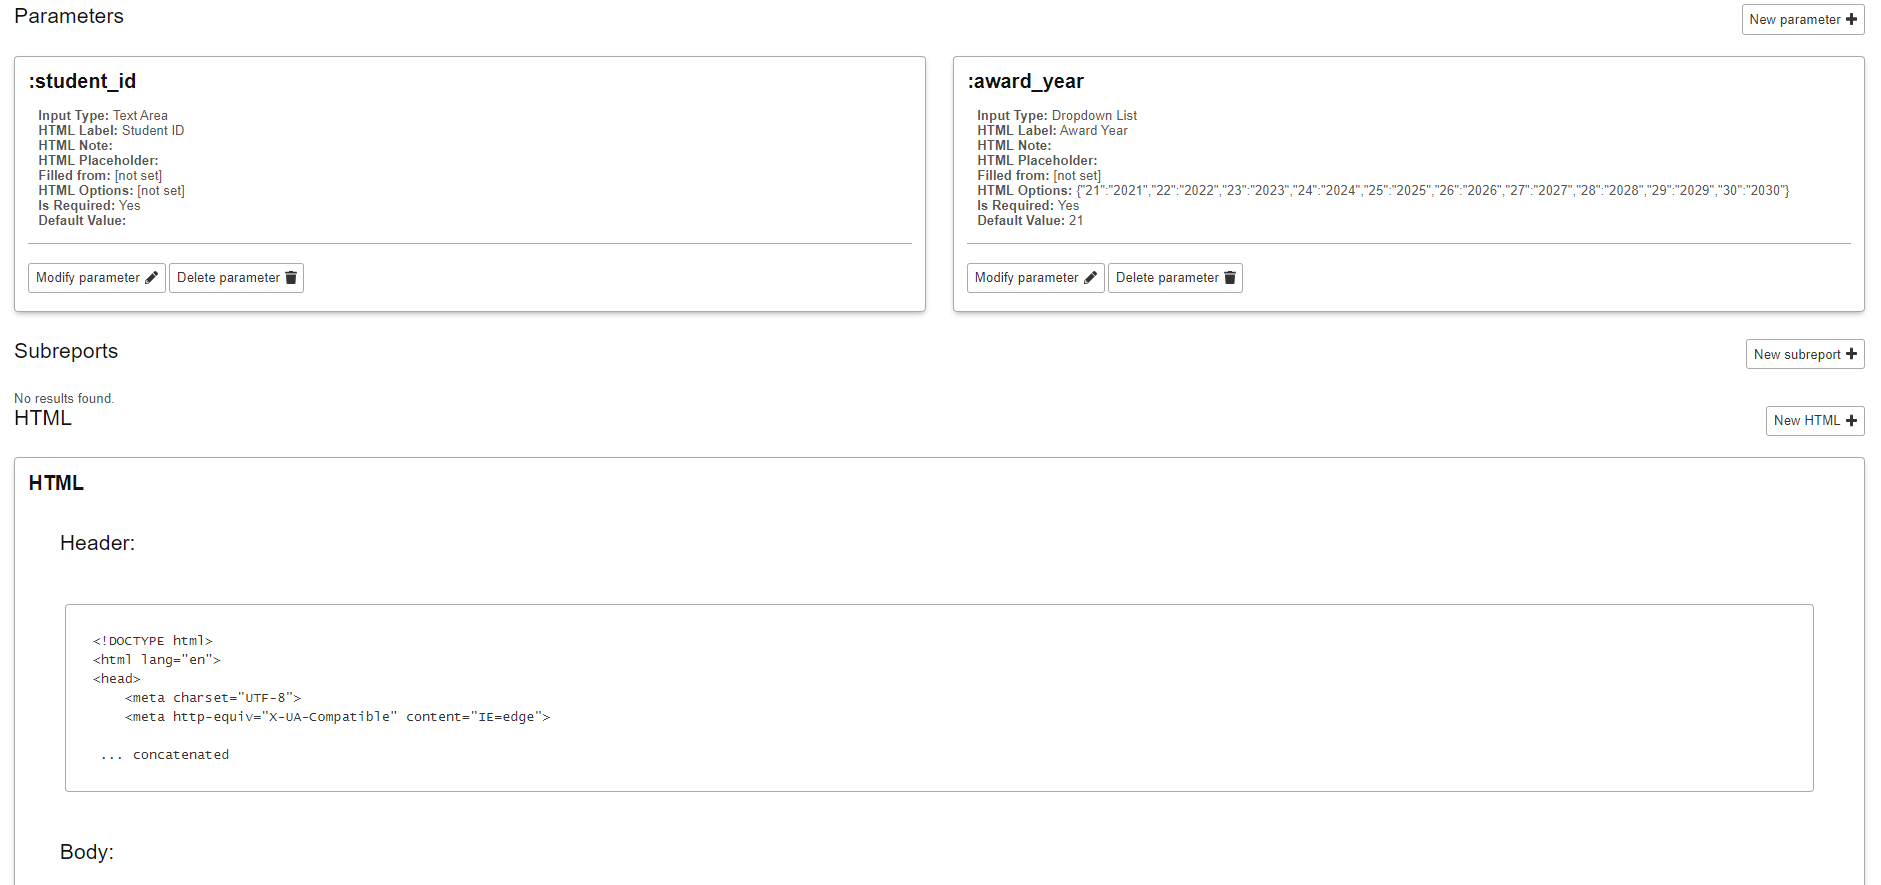 Parameters
New parameter
:student_id
Input Type: Text Area
HTML Label: Student ID
HTML Note:
HTML Placeholder:
Filled from: [not set]
HTML Options: [not set]
Is Required: Yes
Default Value:
Modify parameter
Delete parameter
:award_year
Input Type: Dropdown List
HTML Label: Award Year
HTML Note:
HTML Placeholder:
Filled from: [not set]
HTML Options: {"21":"2021","22":"2022","23":"2023","24":"2024","25":"2025","26":"2026","27":"2027","28":"2028","29":"2029","30":"2030"}
Is Required: Yes
Default Value: 21
Modify parameter
Delete parameter
Subreports
New subreport
No results found.
HTML
New HTML
HTML
Header:
<!DOCTYPE html>
<html lang="en">
<head>
    <meta charset="UTF-8">
    <meta http-equiv="X-UA-Compatible" content="IE=edge">
 ... concatenated
Body: